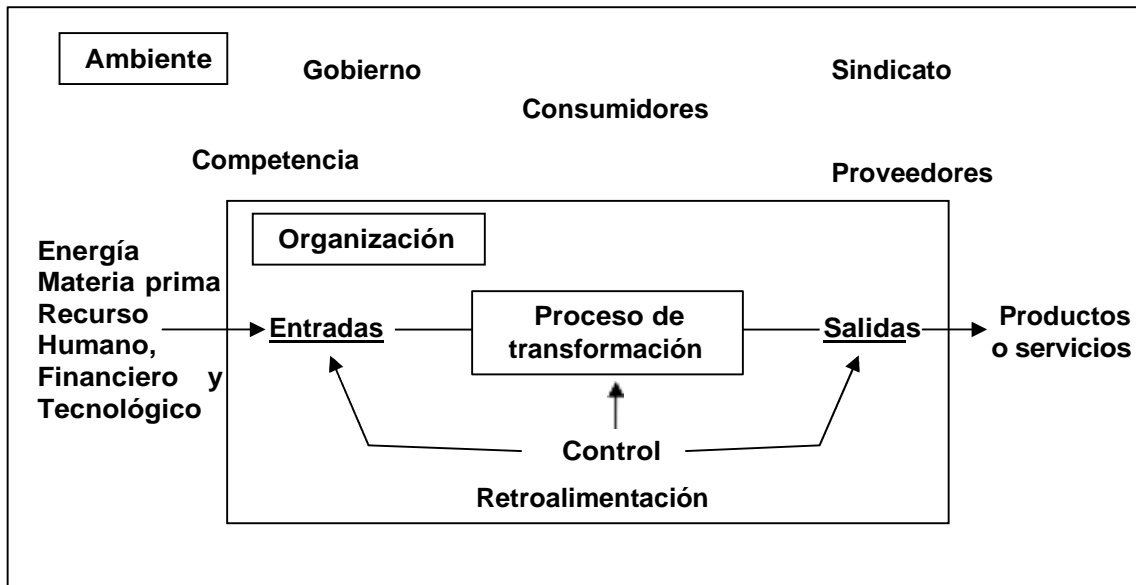 Ambiente
Gobierno
Sindicato
Consumidores
Competencia
Proveedores
Organización
Energía
Materia prima
Recurso
Humano,
Financiero y
Tecnológico
Entradas
Proceso de
transformación
Salidas
Productos
o servicios
Control
Retroalimentación